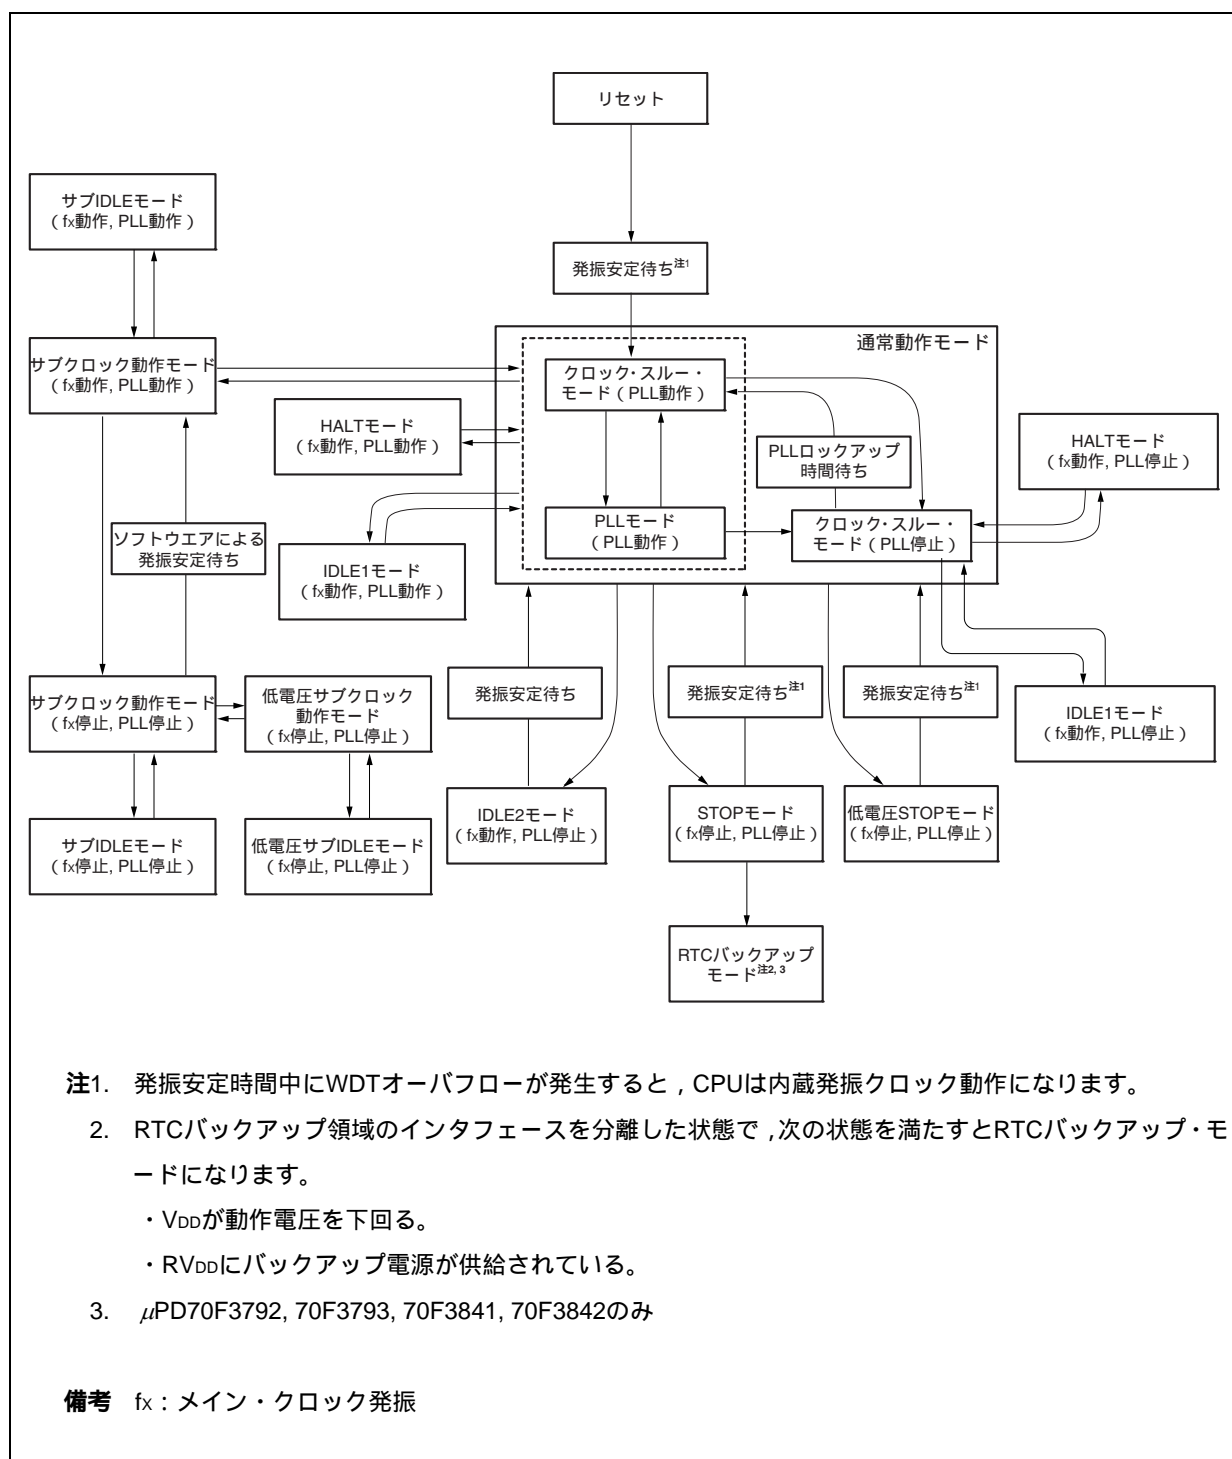 リセット
サブIDLEモード
（fX動作, PLL動作）
発振安定待ち注1
通常動作モード
サブクロック動作モード
（fX動作, PLL動作）
クロック・スルー・
モード（PLL動作）
HALTモード
（fX動作, PLL動作）
PLLロックアップ
時間待ち
HALTモード
（fX動作, PLL停止）
PLLモード
（PLL動作）
クロック・スルー・
モード（PLL停止）
ソフトウエアによる
発振安定待ち
IDLE1モード
（fX動作, PLL動作）
サブクロック動作モード
（fX停止, PLL停止）
低電圧サブクロック
動作モード
（fX停止, PLL停止）
発振安定待ち
発振安定待ち注1
発振安定待ち注1
IDLE1モード
（fX動作, PLL停止）
サブIDLEモード
（fX停止, PLL停止）
低電圧サブIDLEモード
（fX停止, PLL停止）
IDLE2モード
（fX動作, PLL停止）
STOPモード
（fX停止, PLL停止）
低電圧STOPモード
（fX停止, PLL停止）
RTCバックアップ
モード注2, 3
注1. 発振安定時間中にWDTオーバフローが発生すると，CPUは内蔵発振クロック動作になります。
2. RTCバックアップ領域のインタフェースを分離した状態で，次の状態を満たすとRTCバックアップ・モ
ードになります。
・VDDが動作電圧を下回る。
・RVDDにバックアップ電源が供給されている。
3. μPD70F3792, 70F3793, 70F3841, 70F3842のみ
備考 fX：メイン・クロック発振